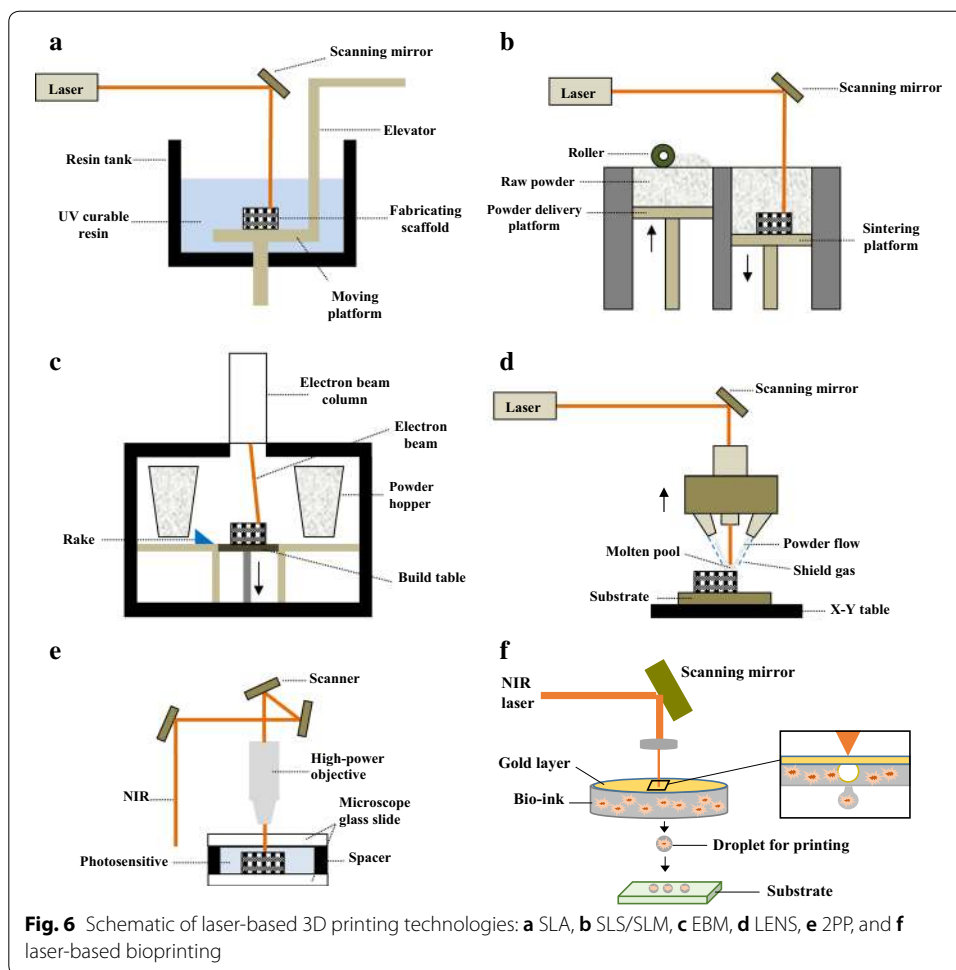 a
Scanning mirror
Laser
Elevator
Resin tank
UV curable
resin
Fabricating
scaffold
Moving
platform
b
Scanning mirror
Laser
Roller
Raw powder
Powder delivery
platform
Sintering
platform
c
Electron beam
column
Electron
beam
Powder
hopper
Rake
Build table
d
Scanning mirror
Laser
Powder flow
Molten pool
Shield gas
Substrate
X-Y table
e
Scanner
High-power
objective
NIR
Microscope
glass slide
Photosensitive
Spacer
f
Scanning mirror
NIR
laser
Gold layer
Bio-ink
Droplet for printing
Substrate
Fig. 6 Schematic of laser-based 3D printing technologies: a SLA, b SLS/SLM, c EBM, d LENS, e 2PP, and f
laser-based bioprinting